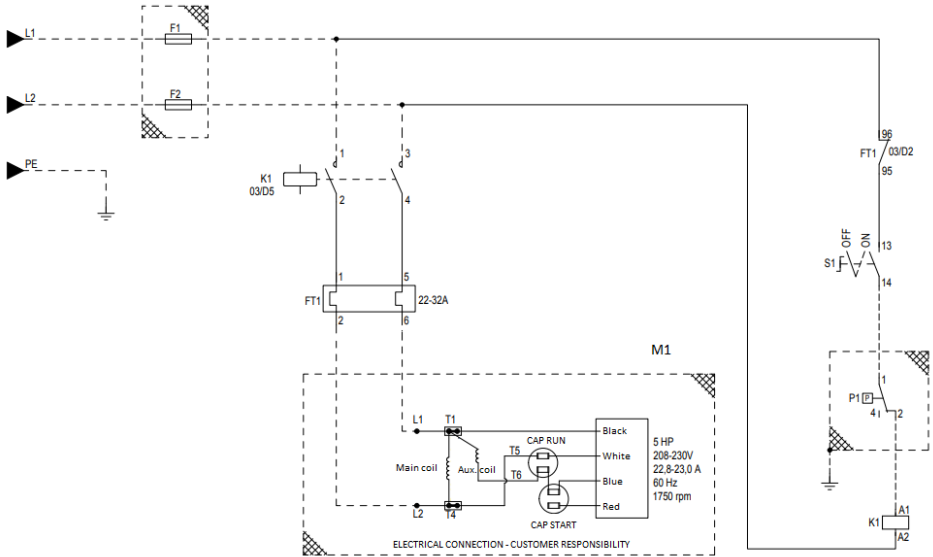 L1
F1
L2
F2
PE
96
FT1
03/D2
95
1
3
K1
03/D5
2
4
OFF
ON
13
S1
14
1
5
FT1
22-32A
2
6
M1
1
P1
P
4
2
L1
T1
Black
CAP RUN
5 HP
T5
White
208-230V
Main coil
Aux. coil
22,8-23,0 A
T6
Blue
60 Hz
1750 rpm
L2
T4
Red
CAP START
A1
K1
A2
ELECTRICAL CONNECTION - CUSTOMER RESPONSIBILITY